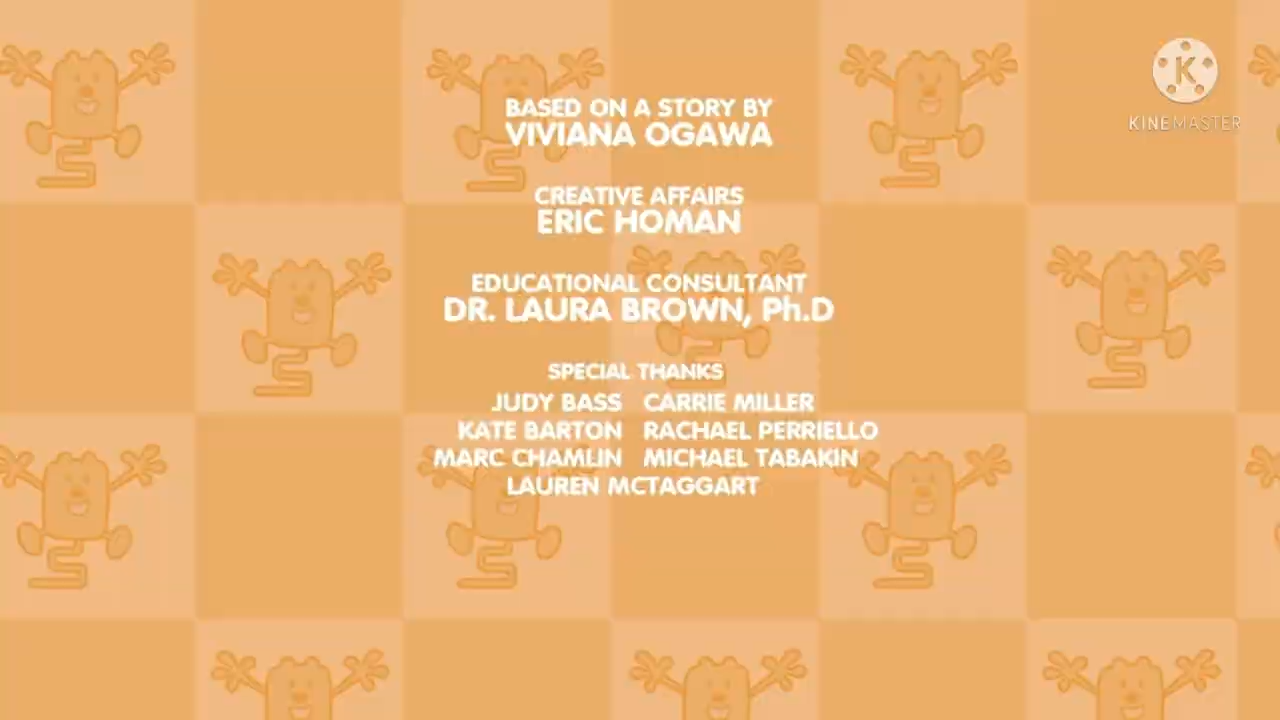 K
KINEMASTER
BASED ON A STORY BY
VIVIANA OGAWA
CREATIVE AFFAIRS
ERIC HOMAN
EDUCATIONAL CONSULTANT
DR. LAURA BROWN, Ph.D
SPECIAL THANKS
JUDY BASS CARRIE MILLER
KATE BARTON RACHAEL PERRIELLO
MARC CHAMLIN MICHAEL TABAKIN
LAUREN MCTAGGART